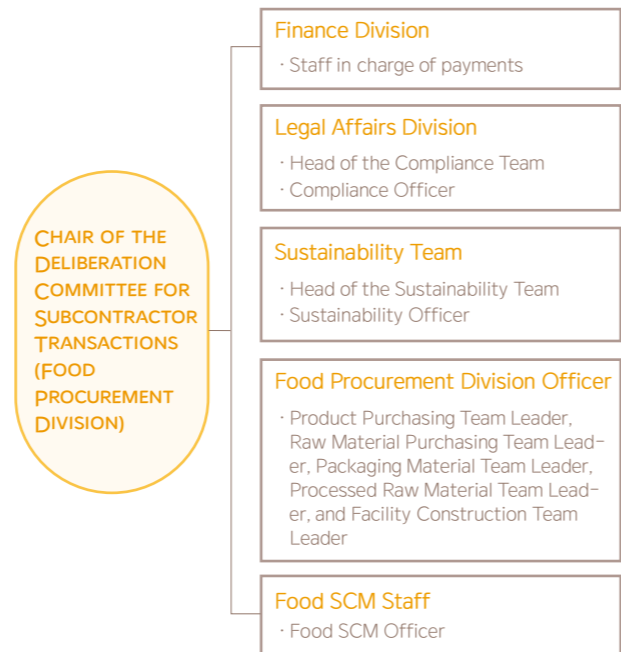 CHAIR OF THE
DELIBERATION
COMMITTEE FOR
SUBCONTRACTOR
TRANSACTIONS
(FOOD
PROCUREMENT
DIVISION)
Finance Division
· Staff in charge of payments
Legal Affairs Division
· Head of the Compliance Team
· Compliance Officer
Sustainability Team
· Head of the Sustainability Team
· Sustainability Officer
Food Procurement Division Officer
· Product Purchasing Team Leader,
Raw Material Purchasing Team Lead-
er, Packaging Material Team Leader,
Processed Raw Material Team Lead-
er, and Facility Construction Team
Leader
Food SCM Staff
· Food SCM Officer